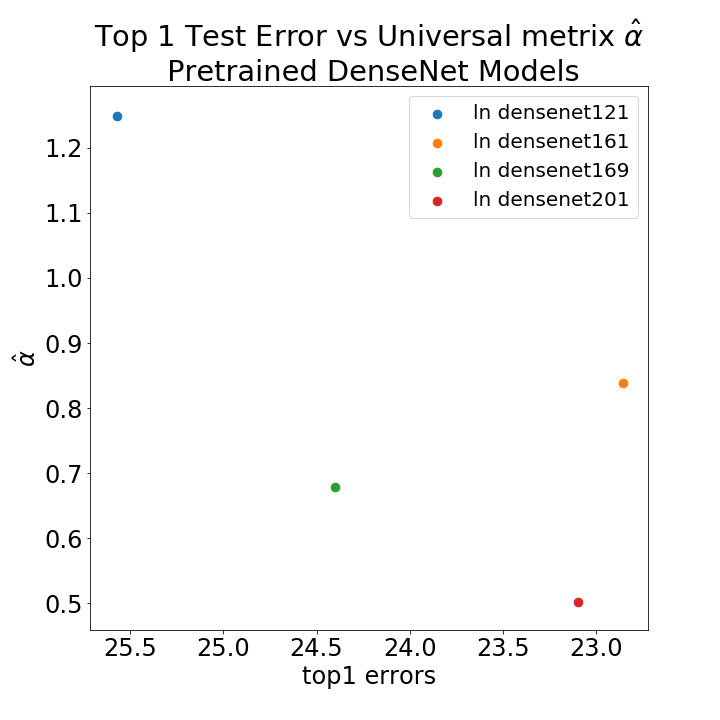 Top 1 Test Error vs Universal metrix α̂
Pretrained DenseNet Models
ln densenet121
ln densenet161
ln densenet169
ln densenet201
1.2
1.1
1.0
0.9
0.8
0.7
0.6
0.5
α̂
25.5 25.0 24.5 24.0 23.5 23.0
top1 errors